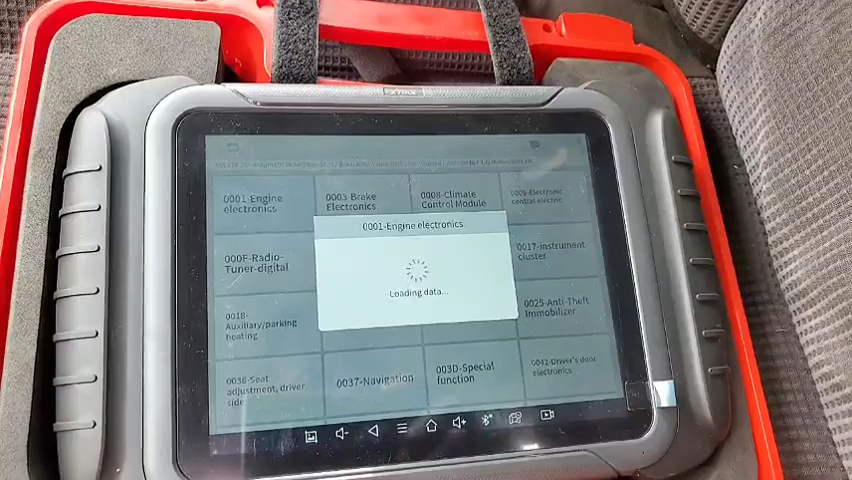 XTOOL
0001-Engine
electronics
0003-Brake
Electronics
0008-Climate
Control Module
0009-Electronic
central electric
0001-Engine electronics
Loading data...
000F-Radio-
Tuner-digital
0017-instrument
cluster
0018-
Auxiliary/parking
heating
0025-Anti-Theft
Immobilizer
0036-Seat
adjustment, driver
side
0037-Navigation
003D-Special
function
0042-Driver's door
electronics